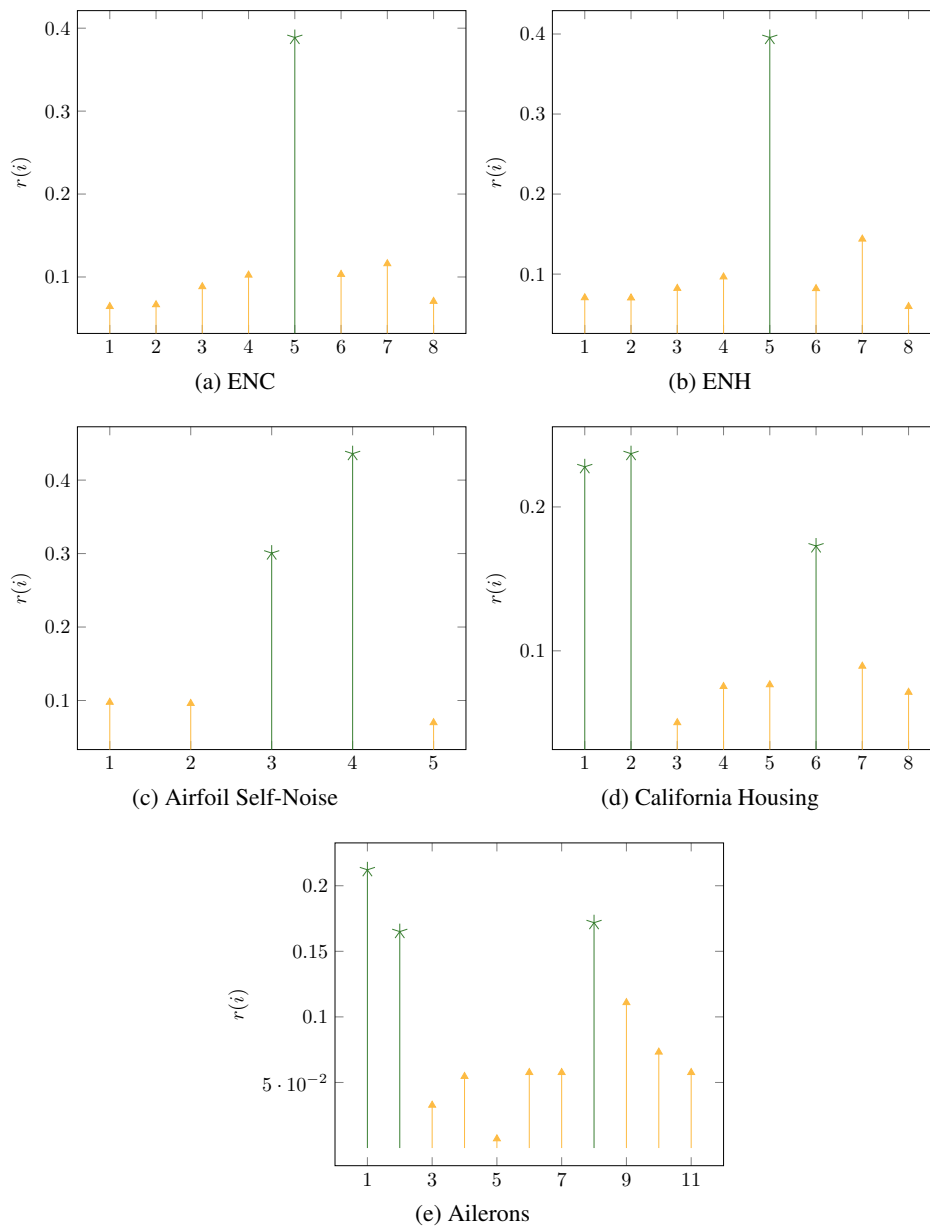 0.4
0.3
0.2
0.1
r(i)
1 2 3 4 5 6 7 8
(a) ENC
0.4
0.3
0.2
0.1
r(i)
1 2 3 4 5 6 7 8
(b) ENH
0.4
0.3
0.2
0.1
r(i)
1 2 3 4 5
(c) Airfoil Self-Noise
0.2
0.1
r(i)
1 2 3 4 5 6 7 8
(d) California Housing
0.2
0.15
0.1
5 · 10⁻²
r(i)
1 3 5 7 9 11
(e) Ailerons